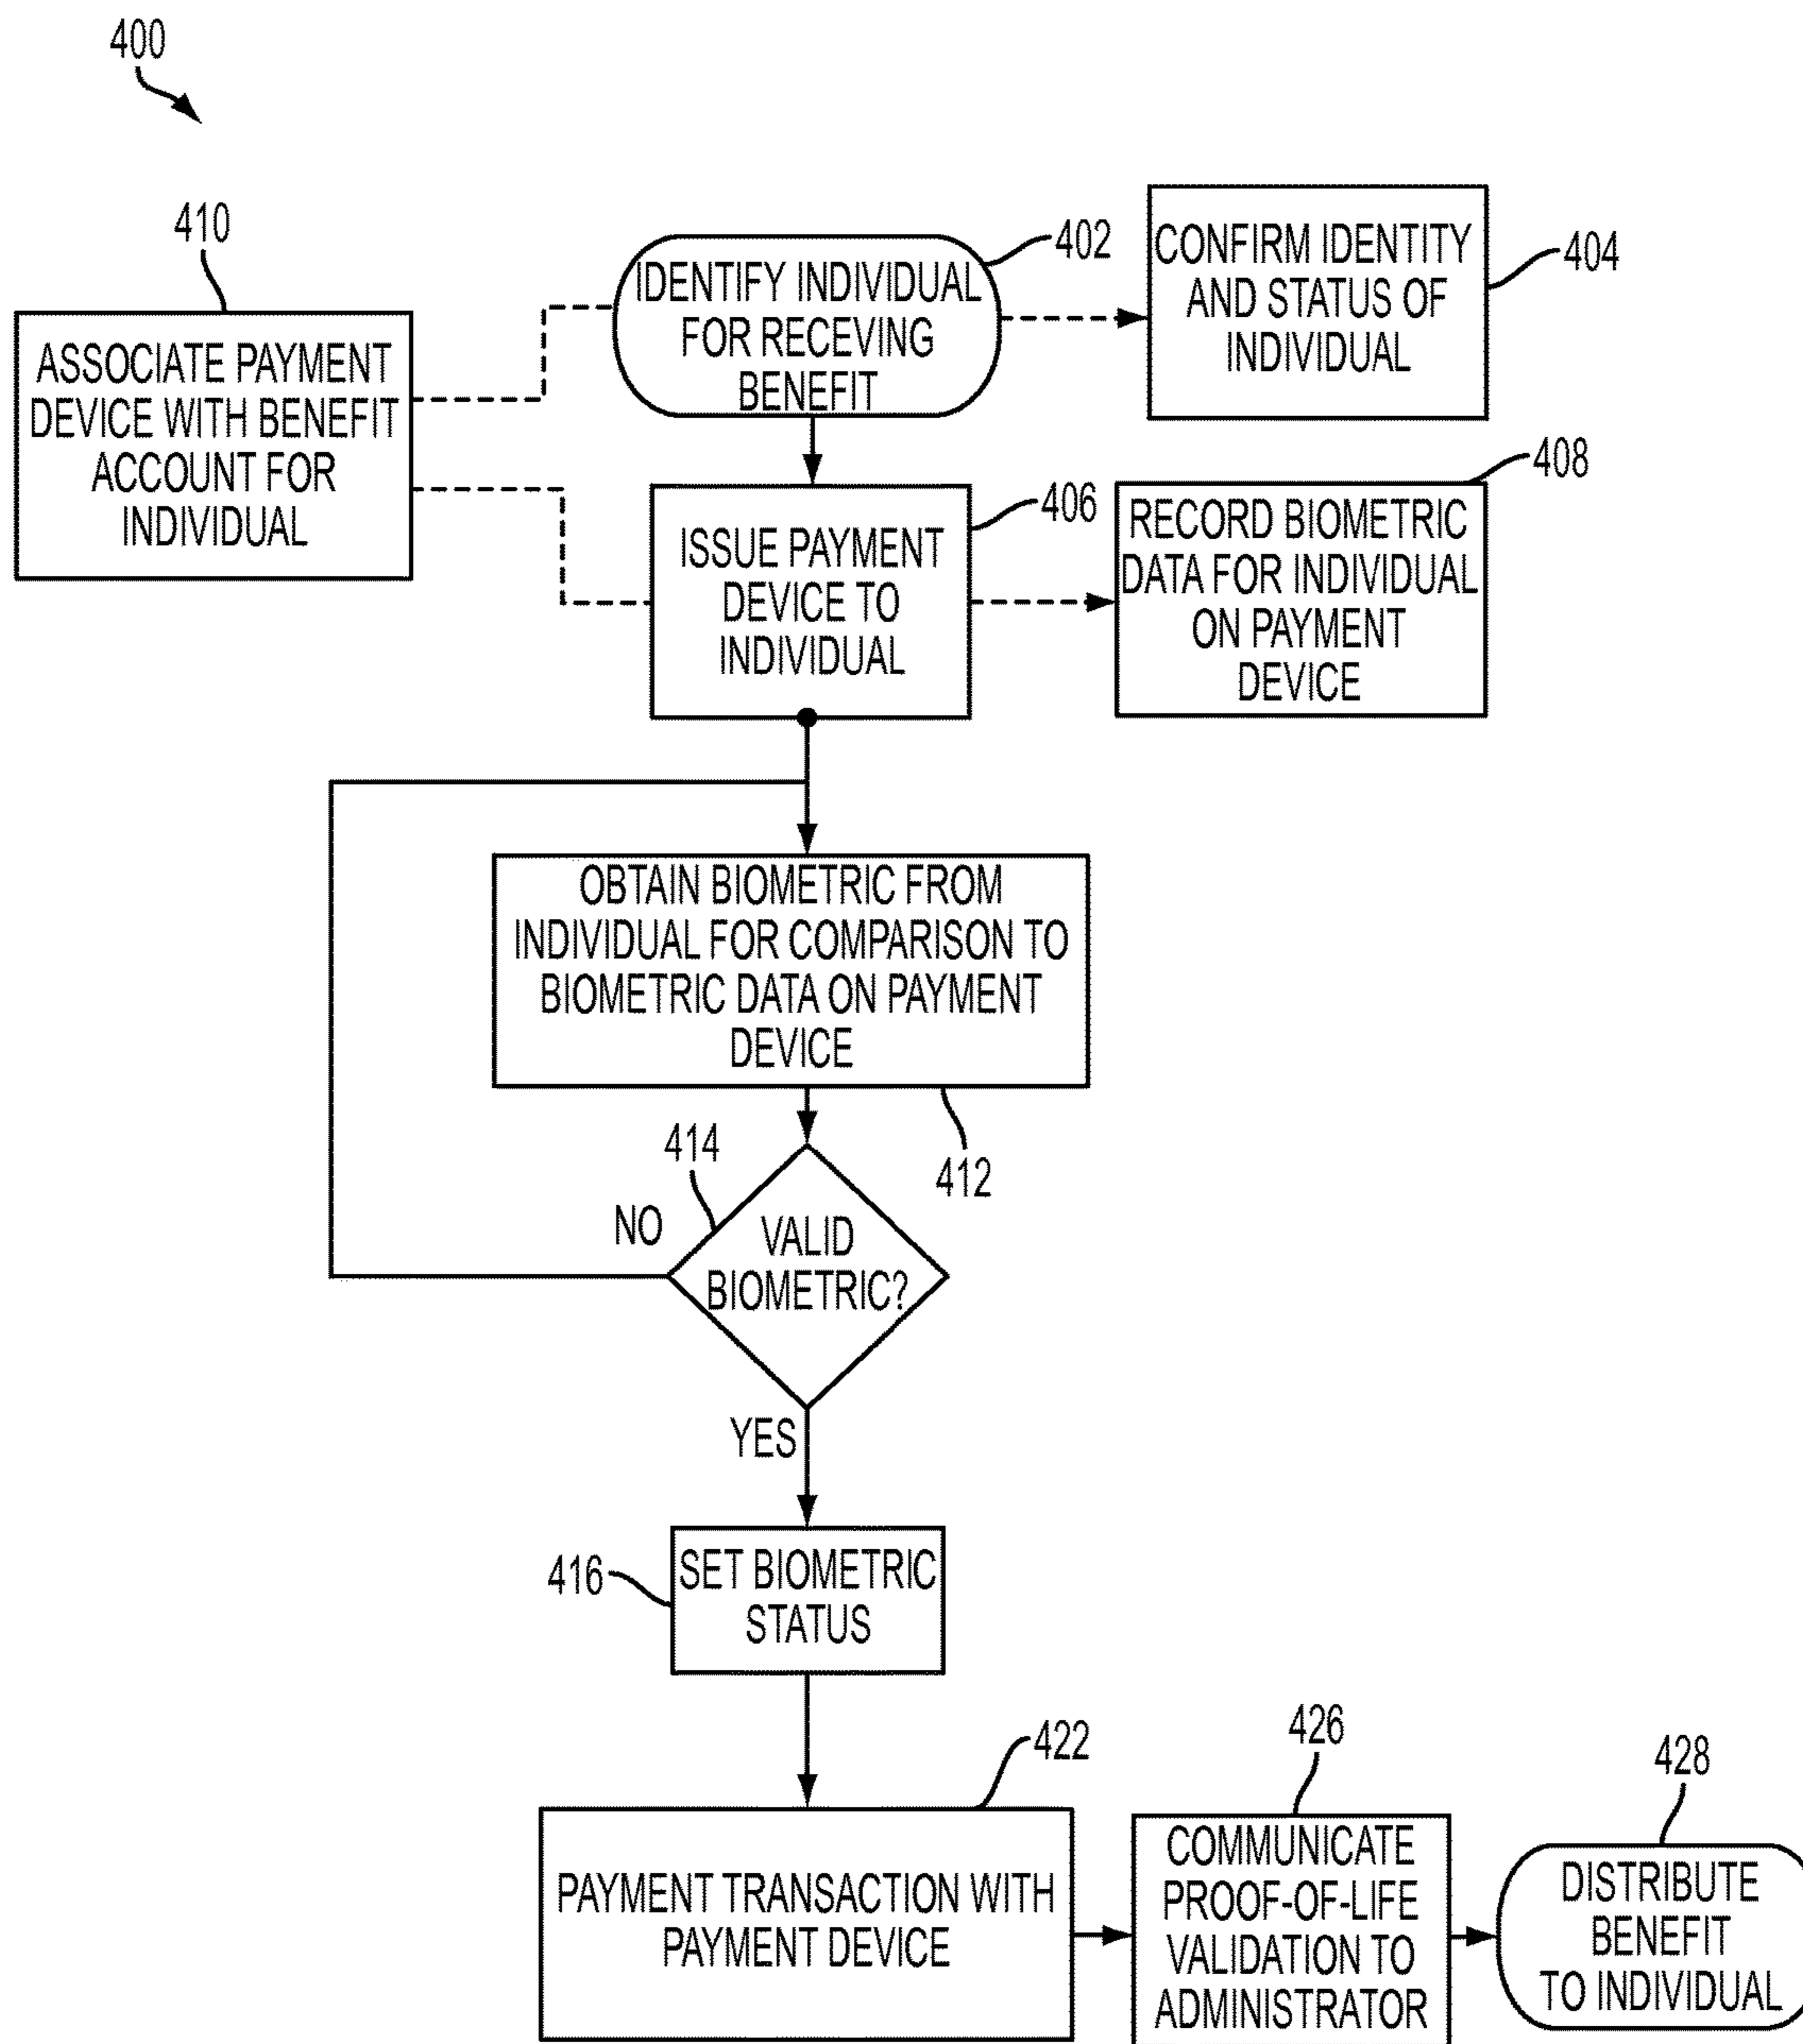 400
410
ASSOCIATE PAYMENT
DEVICE WITH BENEFIT
ACCOUNT FOR
INDIVIDUAL
402
IDENTIFY INDIVIDUAL
FOR RECEVING
BENEFIT
404
CONFIRM IDENTITY
AND STATUS OF
INDIVIDUAL
406
ISSUE PAYMENT
DEVICE TO
INDIVIDUAL
408
RECORD BIOMETRIC
DATA FOR INDIVIDUAL
ON PAYMENT
DEVICE
OBTAIN BIOMETRIC FROM
INDIVIDUAL FOR COMPARISON TO
BIOMETRIC DATA ON PAYMENT
DEVICE
412
414
NO
VALID
BIOMETRIC?
YES
416
SET BIOMETRIC
STATUS
422
PAYMENT TRANSACTION WITH
PAYMENT DEVICE
426
COMMUNICATE
PROOF-OF-LIFE
VALIDATION TO
ADMINISTRATOR
428
DISTRIBUTE
BENEFIT
TO INDIVIDUAL